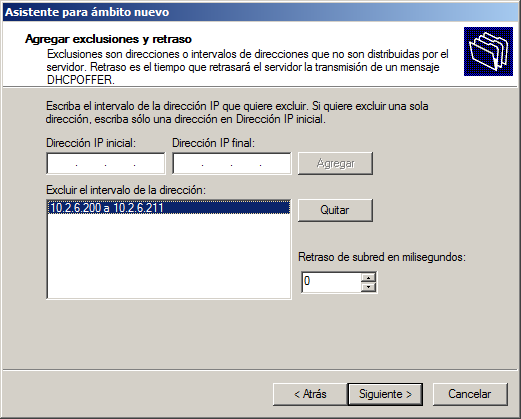 Asistente para ámbito nuevo
Agregar exclusiones y retraso
Exclusiones son direcciones o intervalos de direcciones que no son distribuidas por el
servidor. Retraso es el tiempo que retrasará el servidor la transmisión de un mensaje
DHCPOFFER.
Escriba el intervalo de la dirección IP que quiere excluir. Si quiere excluir una sola
dirección, escriba sólo una dirección en Dirección IP inicial.
Dirección IP inicial: Dirección IP final:
. . . . . . Agregar
Excluir el intervalo de la dirección:
10.2.6.200 a 10.2.6.211 Quitar
Retraso de subred en milisegundos:
0
< Atrás Siguiente > Cancelar